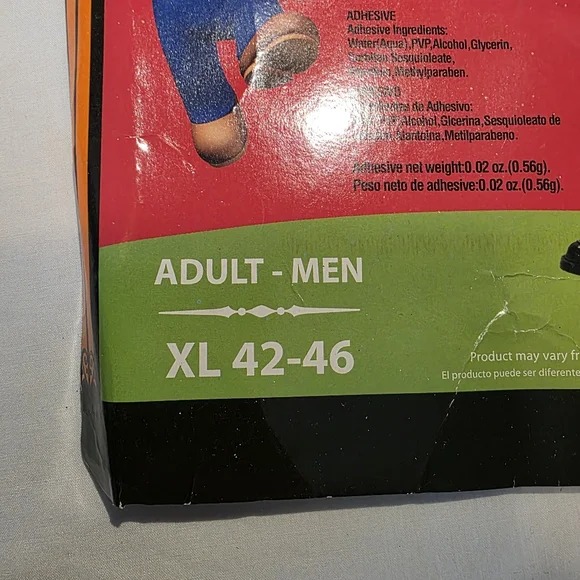 ADHESIVE
Adhesive Ingredients:
Water(Aqua),PVP,Alcohol,Glycerin,
Sesquioleate,
,Methylparaben.
de Adhesivo:
Alcohol,Glcerina,Sesquioleato de
,Metilparabeno.
Adhesive net weight:0.02 oz.(0.56g).
Peso neto de adhesive:0.02 oz.(0.56g).
ADULT - MEN
XL 42-46
Product may vary
El producto puede ser diferente